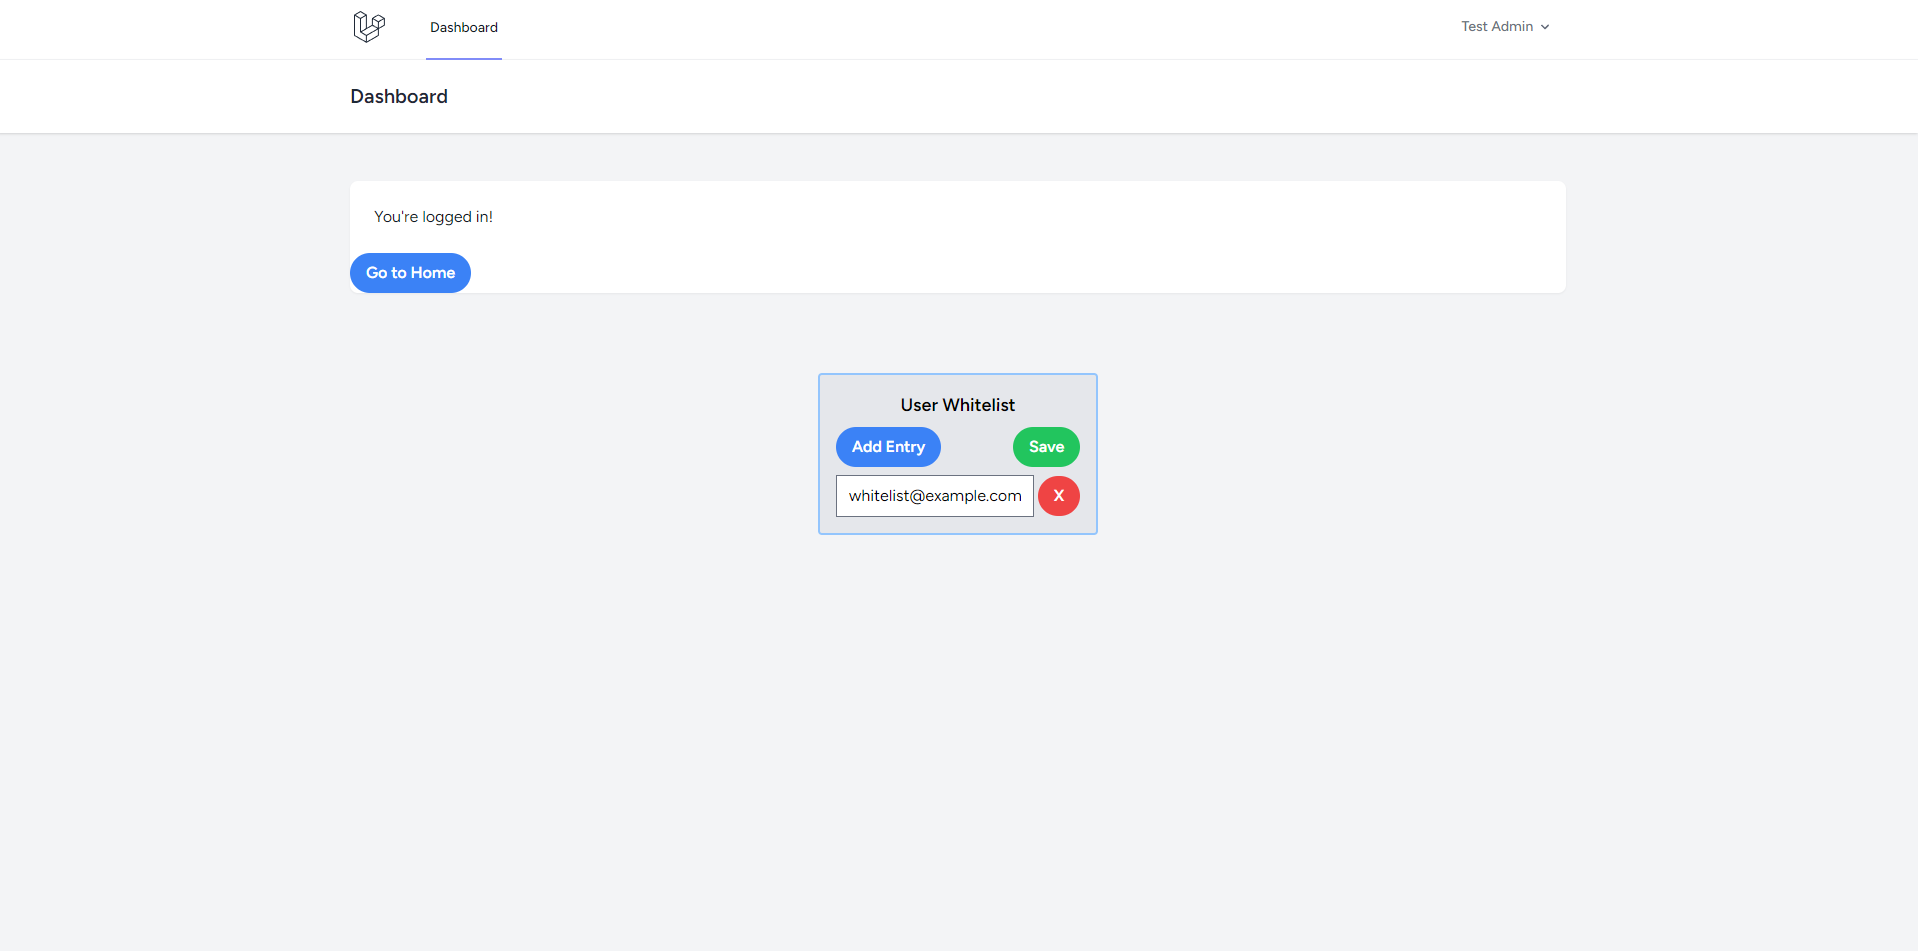 Dashboard
Test Admin
Dashboard
You're logged in!
Go to Home
User Whitelist
Add Entry
Save
whitelist@example.com
X